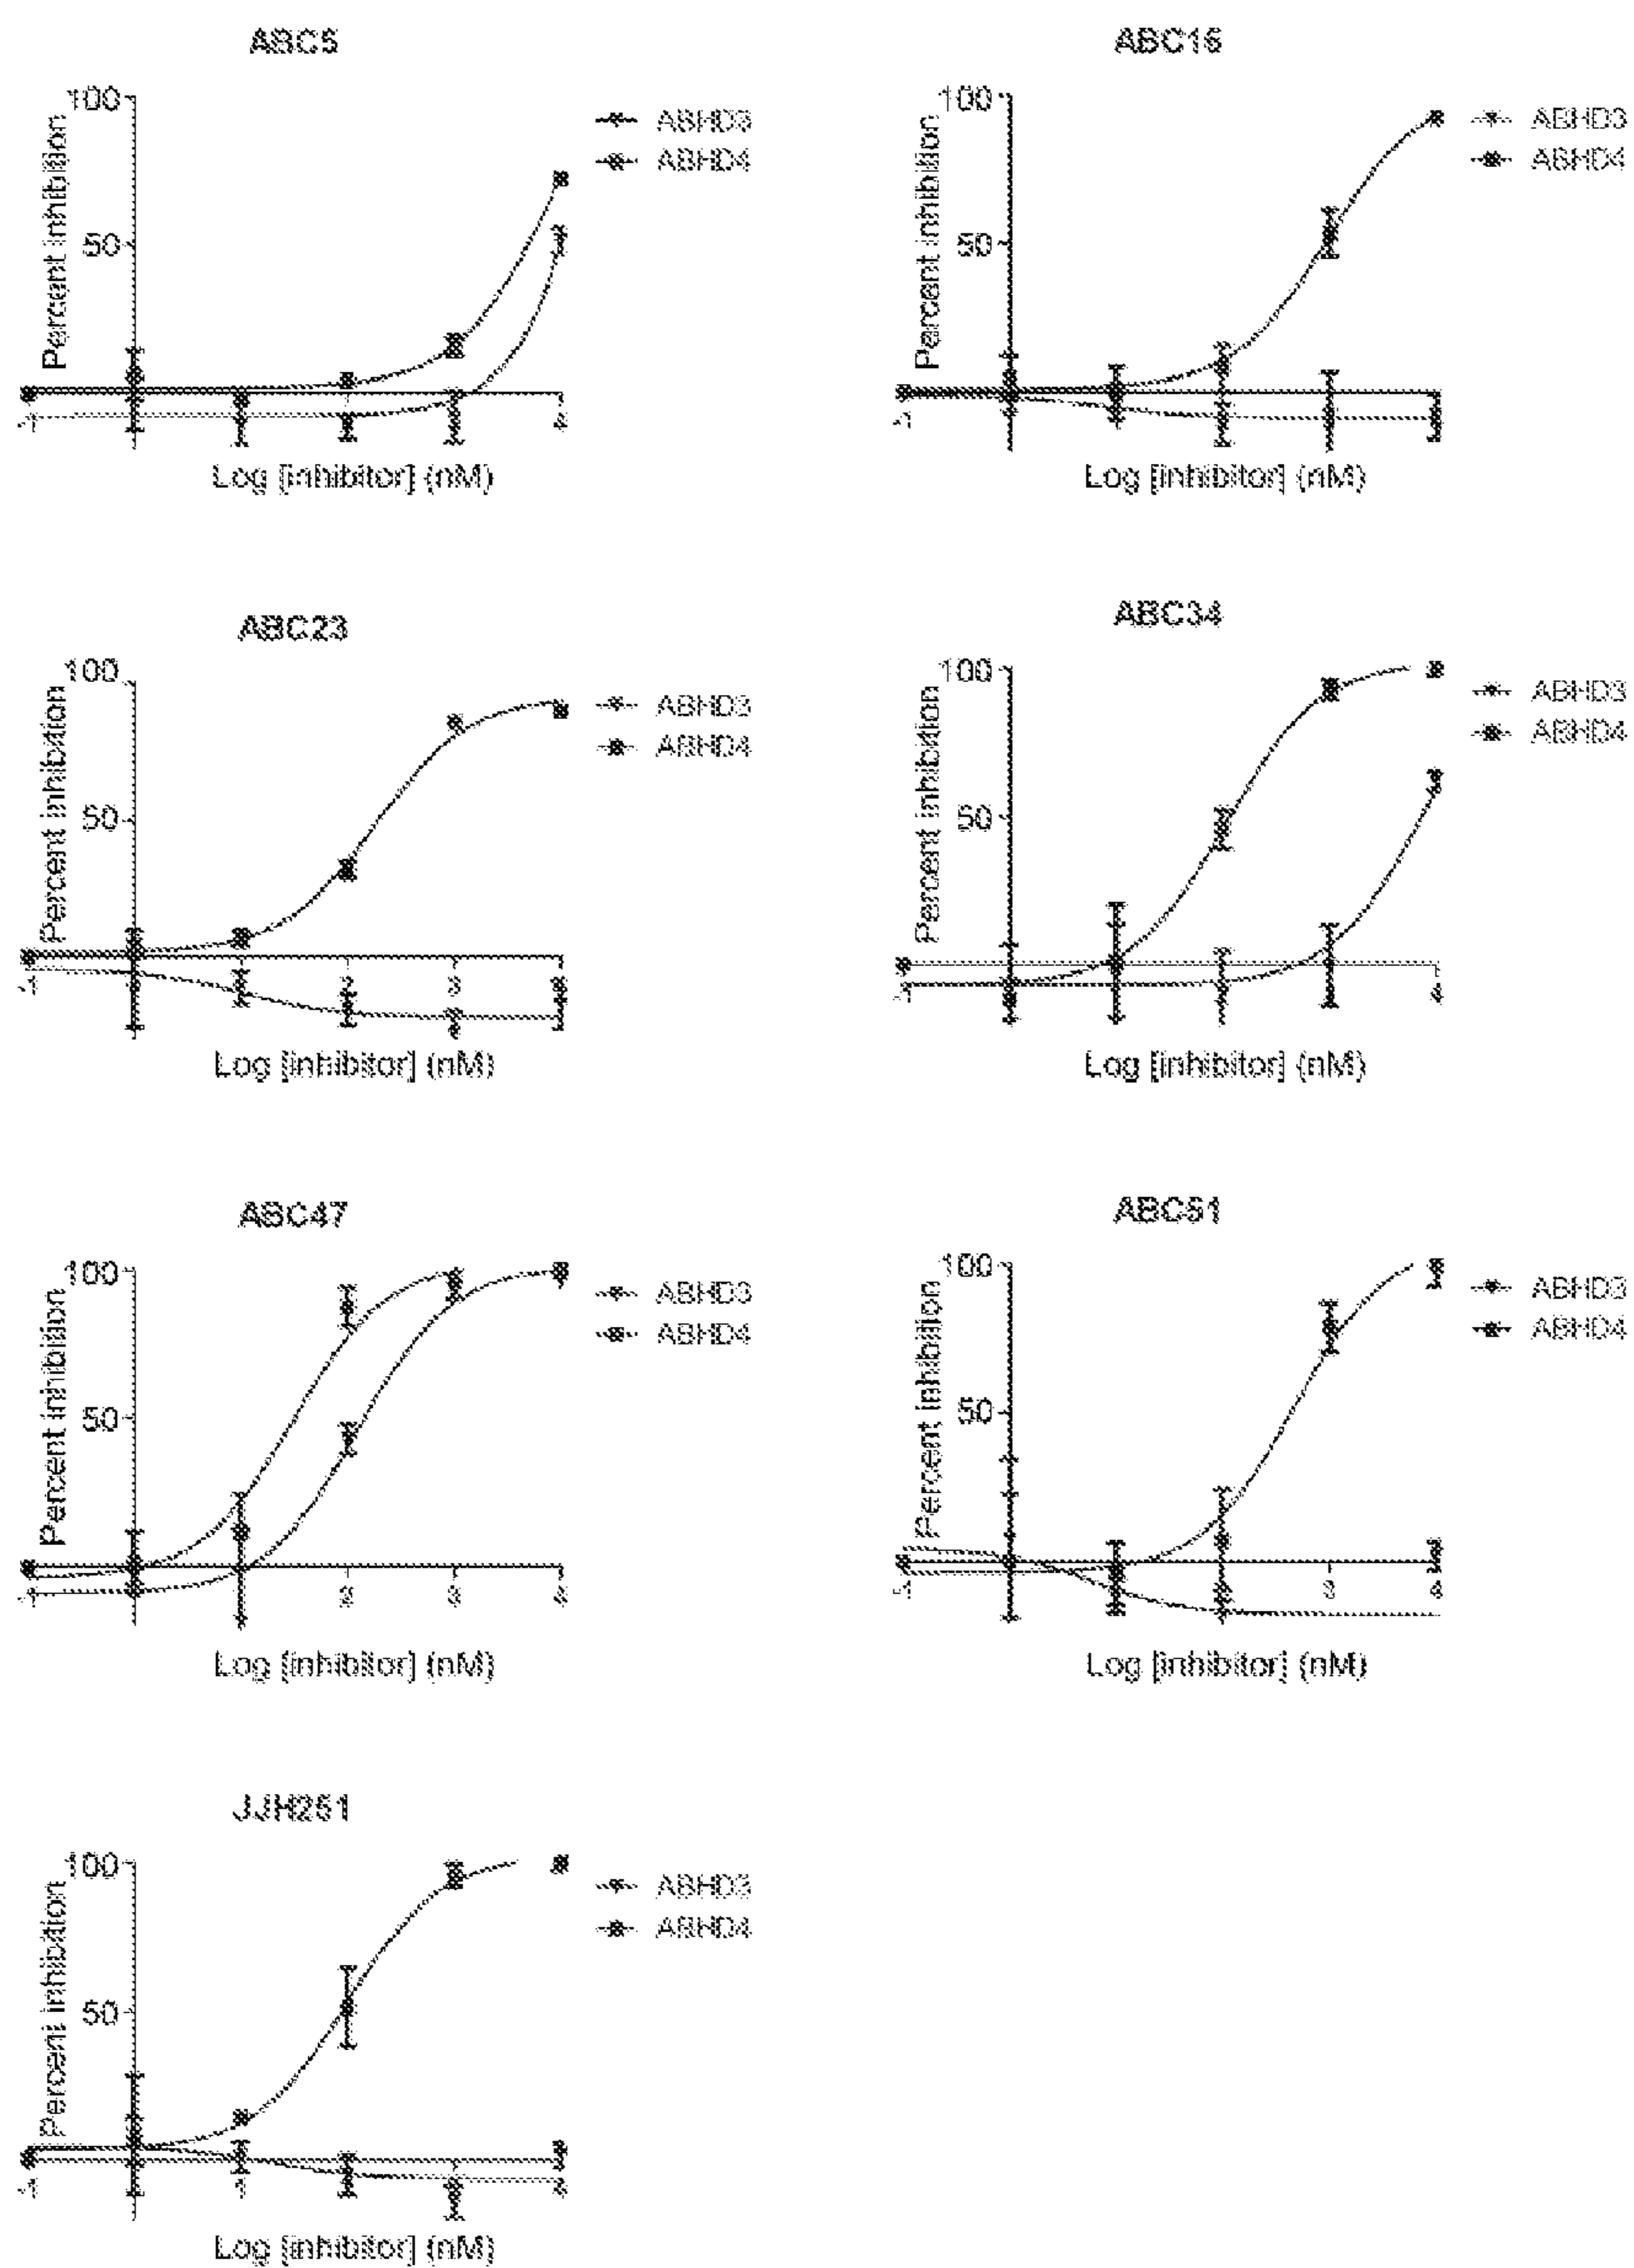 ABC5
100
50
Percent inhibition
ABHD3
ABHD4
-1
4
Log [inhibitor] (nM)
ABC16
100
50
Percent inhibition
ABHD3
ABHD4
-1
Log [inhibitor] (nM)
ABC23
100
50
Percent inhibition
ABHD3
ABHD4
-1
2
3
Log [inhibitor] (nM)
ABC34
100
50
Percent inhibition
ABHD3
ABHD4
-1
4
Log [inhibitor] (nM)
ABC47
100
50
Percent inhibition
ABHD3
ABHD4
-1
2
3
4
Log [inhibitor] (nM)
100
50
Percent inhibition
ABHD3
ABHD4
-1
3
4
Log [inhibitor] (nM)
100
50
Percent inhibition
ABHD3
ABHD4
-1
1
Log [inhibitor] (nM)